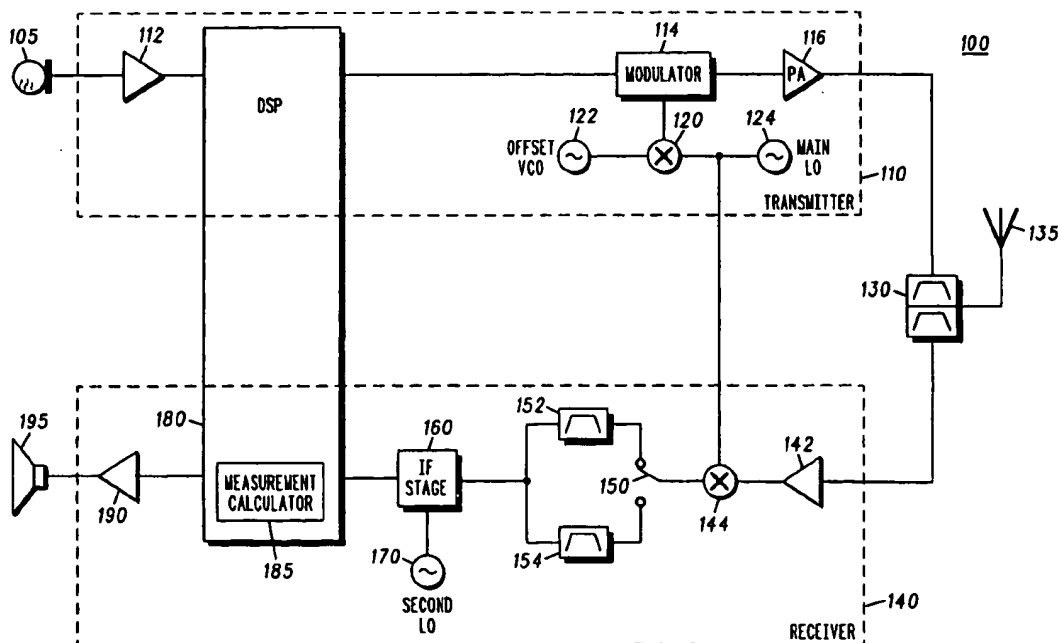 105
112
DSP
114
MODULATOR
116
PA
100
122
OFFSET
VCO
120
124
MAIN
LO
110
TRANSMITTER
135
130
195
190
180
MEASUREMENT
CALCULATOR
185
160
IF
STAGE
170
SECOND
LO
152
150
154
144
142
140
RECEIVER